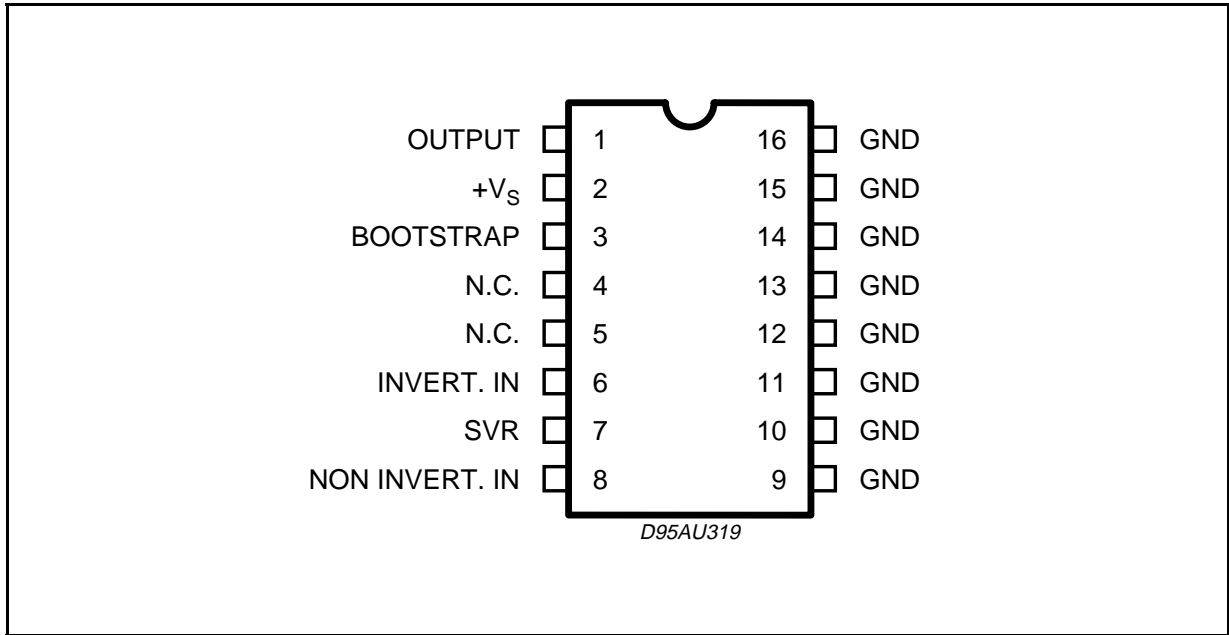 OUTPUT 1 16 GND
+VS 2 15 GND
BOOTSTRAP 3 14 GND
N.C. 4 13 GND
N.C. 5 12 GND
INVERT. IN 6 11 GND
SVR 7 10 GND
NON INVERT. IN 8 9 GND
D95AU319